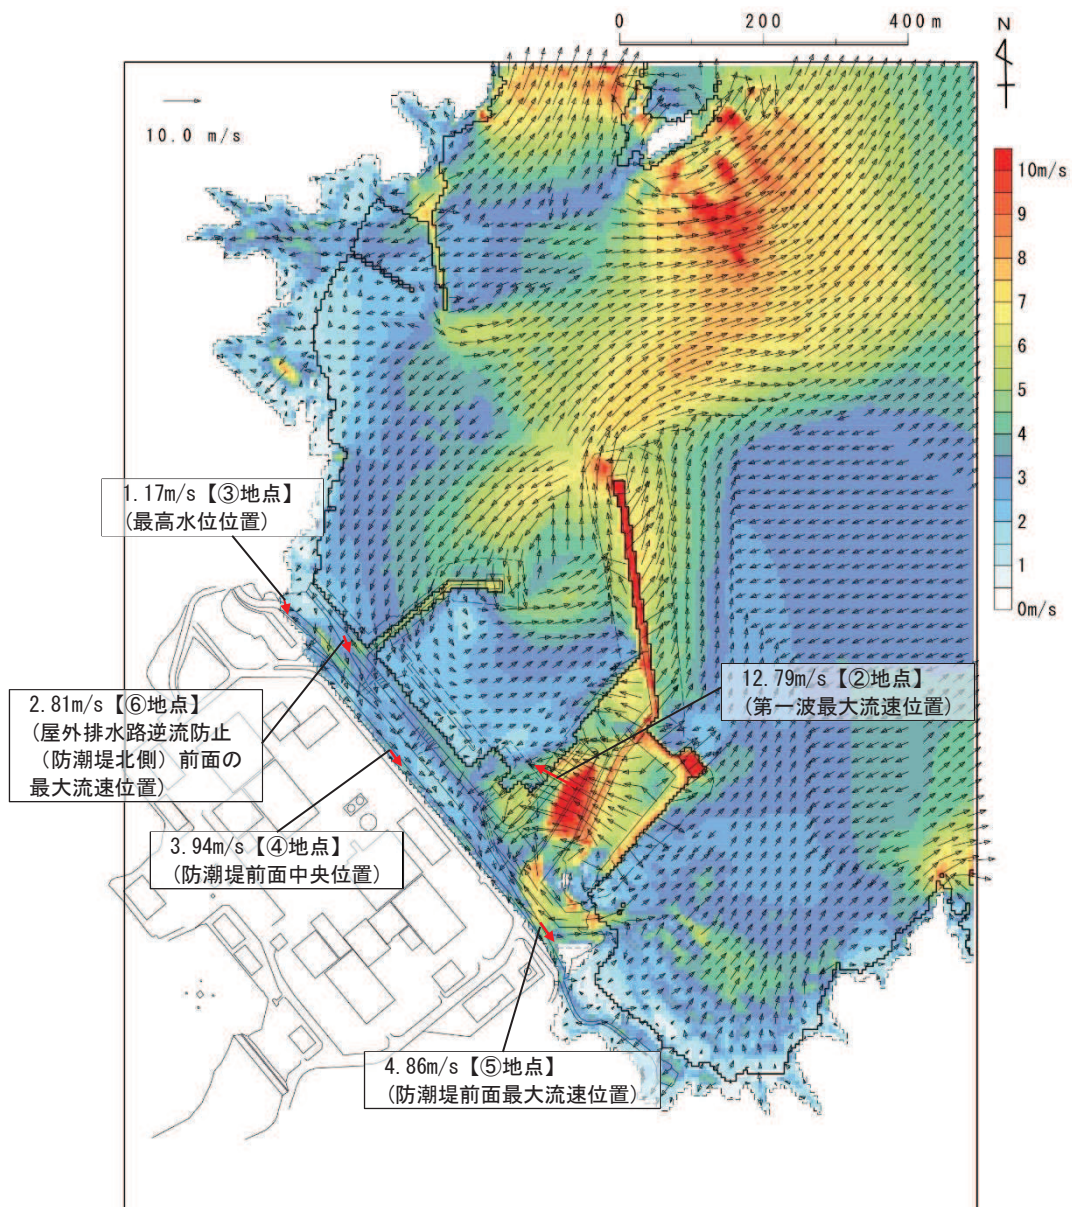 0 200 400m
N
10.0 m/s
10m/s
9
8
7
6
5
4
3
2
1
0m/s
1.17m/s【③地点】
(最高水位位置)
2.81m/s【⑥地点】
(屋外排水路逆流防止
(防潮堤北側)前面の
最大流速位置)
12.79m/s【②地点】
(第一波最大流速位置)
3.94m/s【④地点】
(防潮堤前面中央位置)
4.86m/s【⑤地点】
(防潮堤前面最大流速位置)